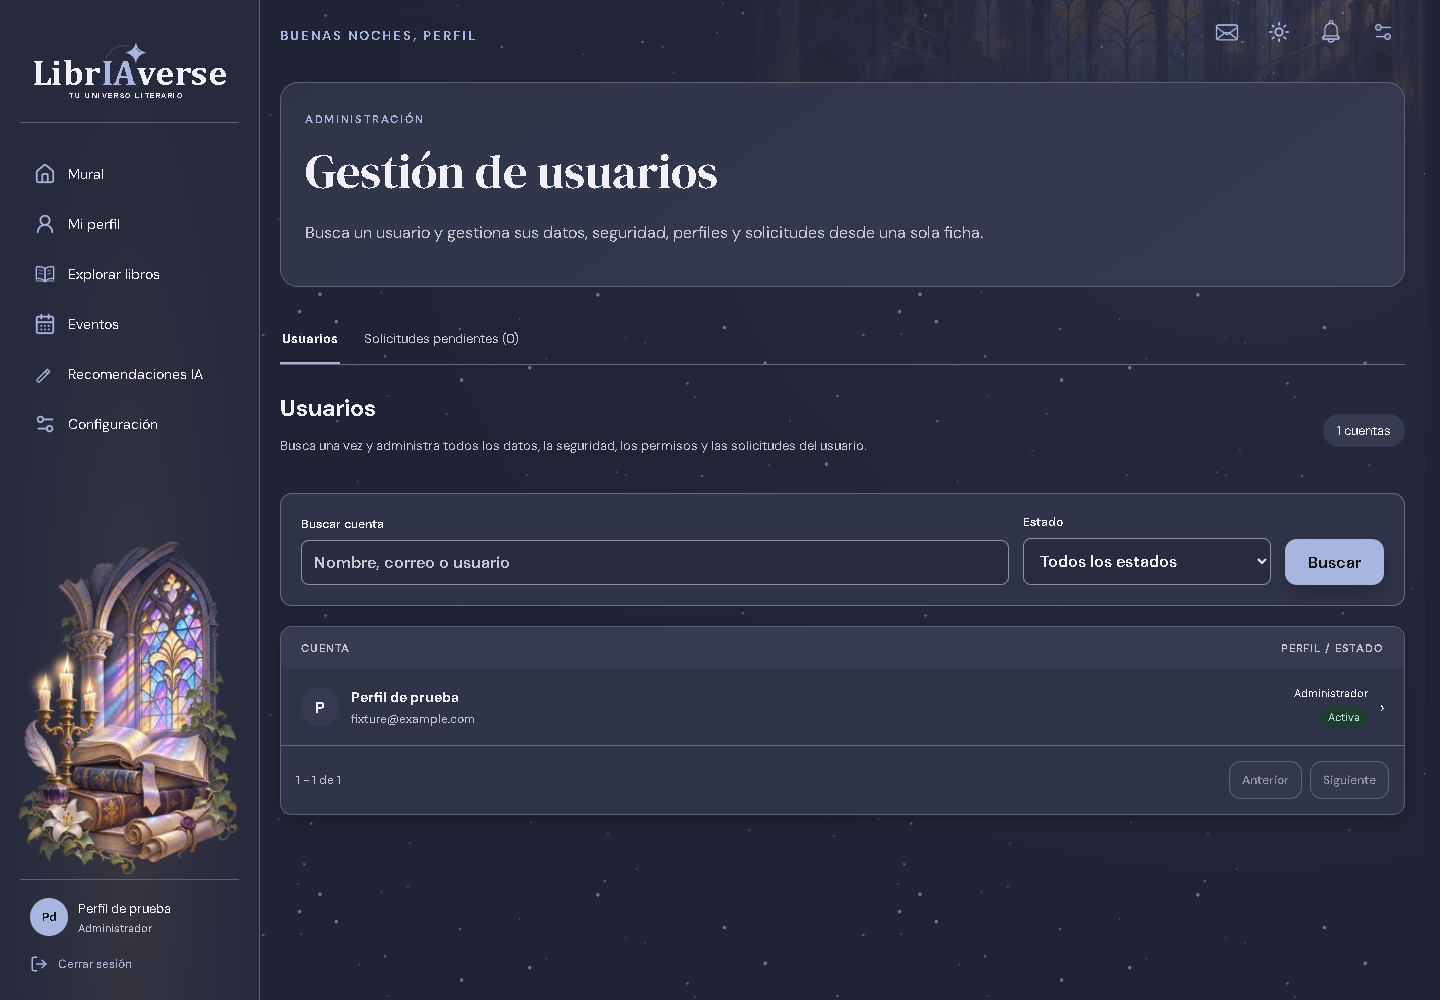 LibrIAverse
TU UNIVERSO LITERARIO
Mural
Mi perfil
Explorar libros
Eventos
Recomendaciones IA
Configuración
Pd
Perfil de prueba
Administrador
Cerrar sesión
BUENAS NOCHES, PERFIL
ADMINISTRACIÓN
Gestión de usuarios
Busca un usuario y gestiona sus datos, seguridad, perfiles y solicitudes desde una sola ficha.
Usuarios
Solicitudes pendientes (0)
Usuarios
Busca una vez y administra todos los datos, la seguridad, los permisos y las solicitudes del usuario.
1 cuentas
Buscar cuenta
Nombre, correo o usuario
Estado
Todos los estados
Buscar
CUENTA
PERFIL / ESTADO
P
Perfil de prueba
fixture@example.com
Administrador
Activa
1–1 de 1
Anterior
Siguiente